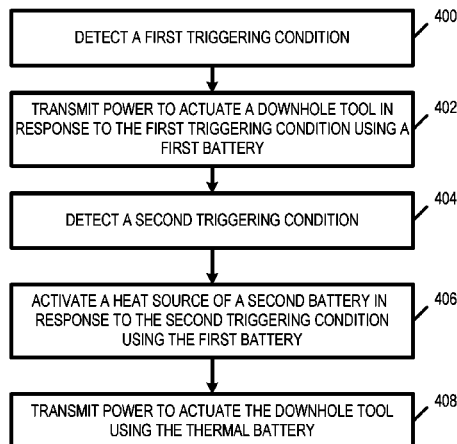 DETECT A FIRST TRIGGERING CONDITION
400
TRANSMIT POWER TO ACTUATE A DOWNHOLE TOOL IN
RESPONSE TO THE FIRST TRIGGERING CONDITION USING A
FIRST BATTERY
402
DETECT A SECOND TRIGGERING CONDITION
404
ACTIVATE A HEAT SOURCE OF A SECOND BATTERY IN
RESPONSE TO THE SECOND TRIGGERING CONDITION
USING THE FIRST BATTERY
406
TRANSMIT POWER TO ACTUATE THE DOWNHOLE TOOL
USING THE THERMAL BATTERY
408